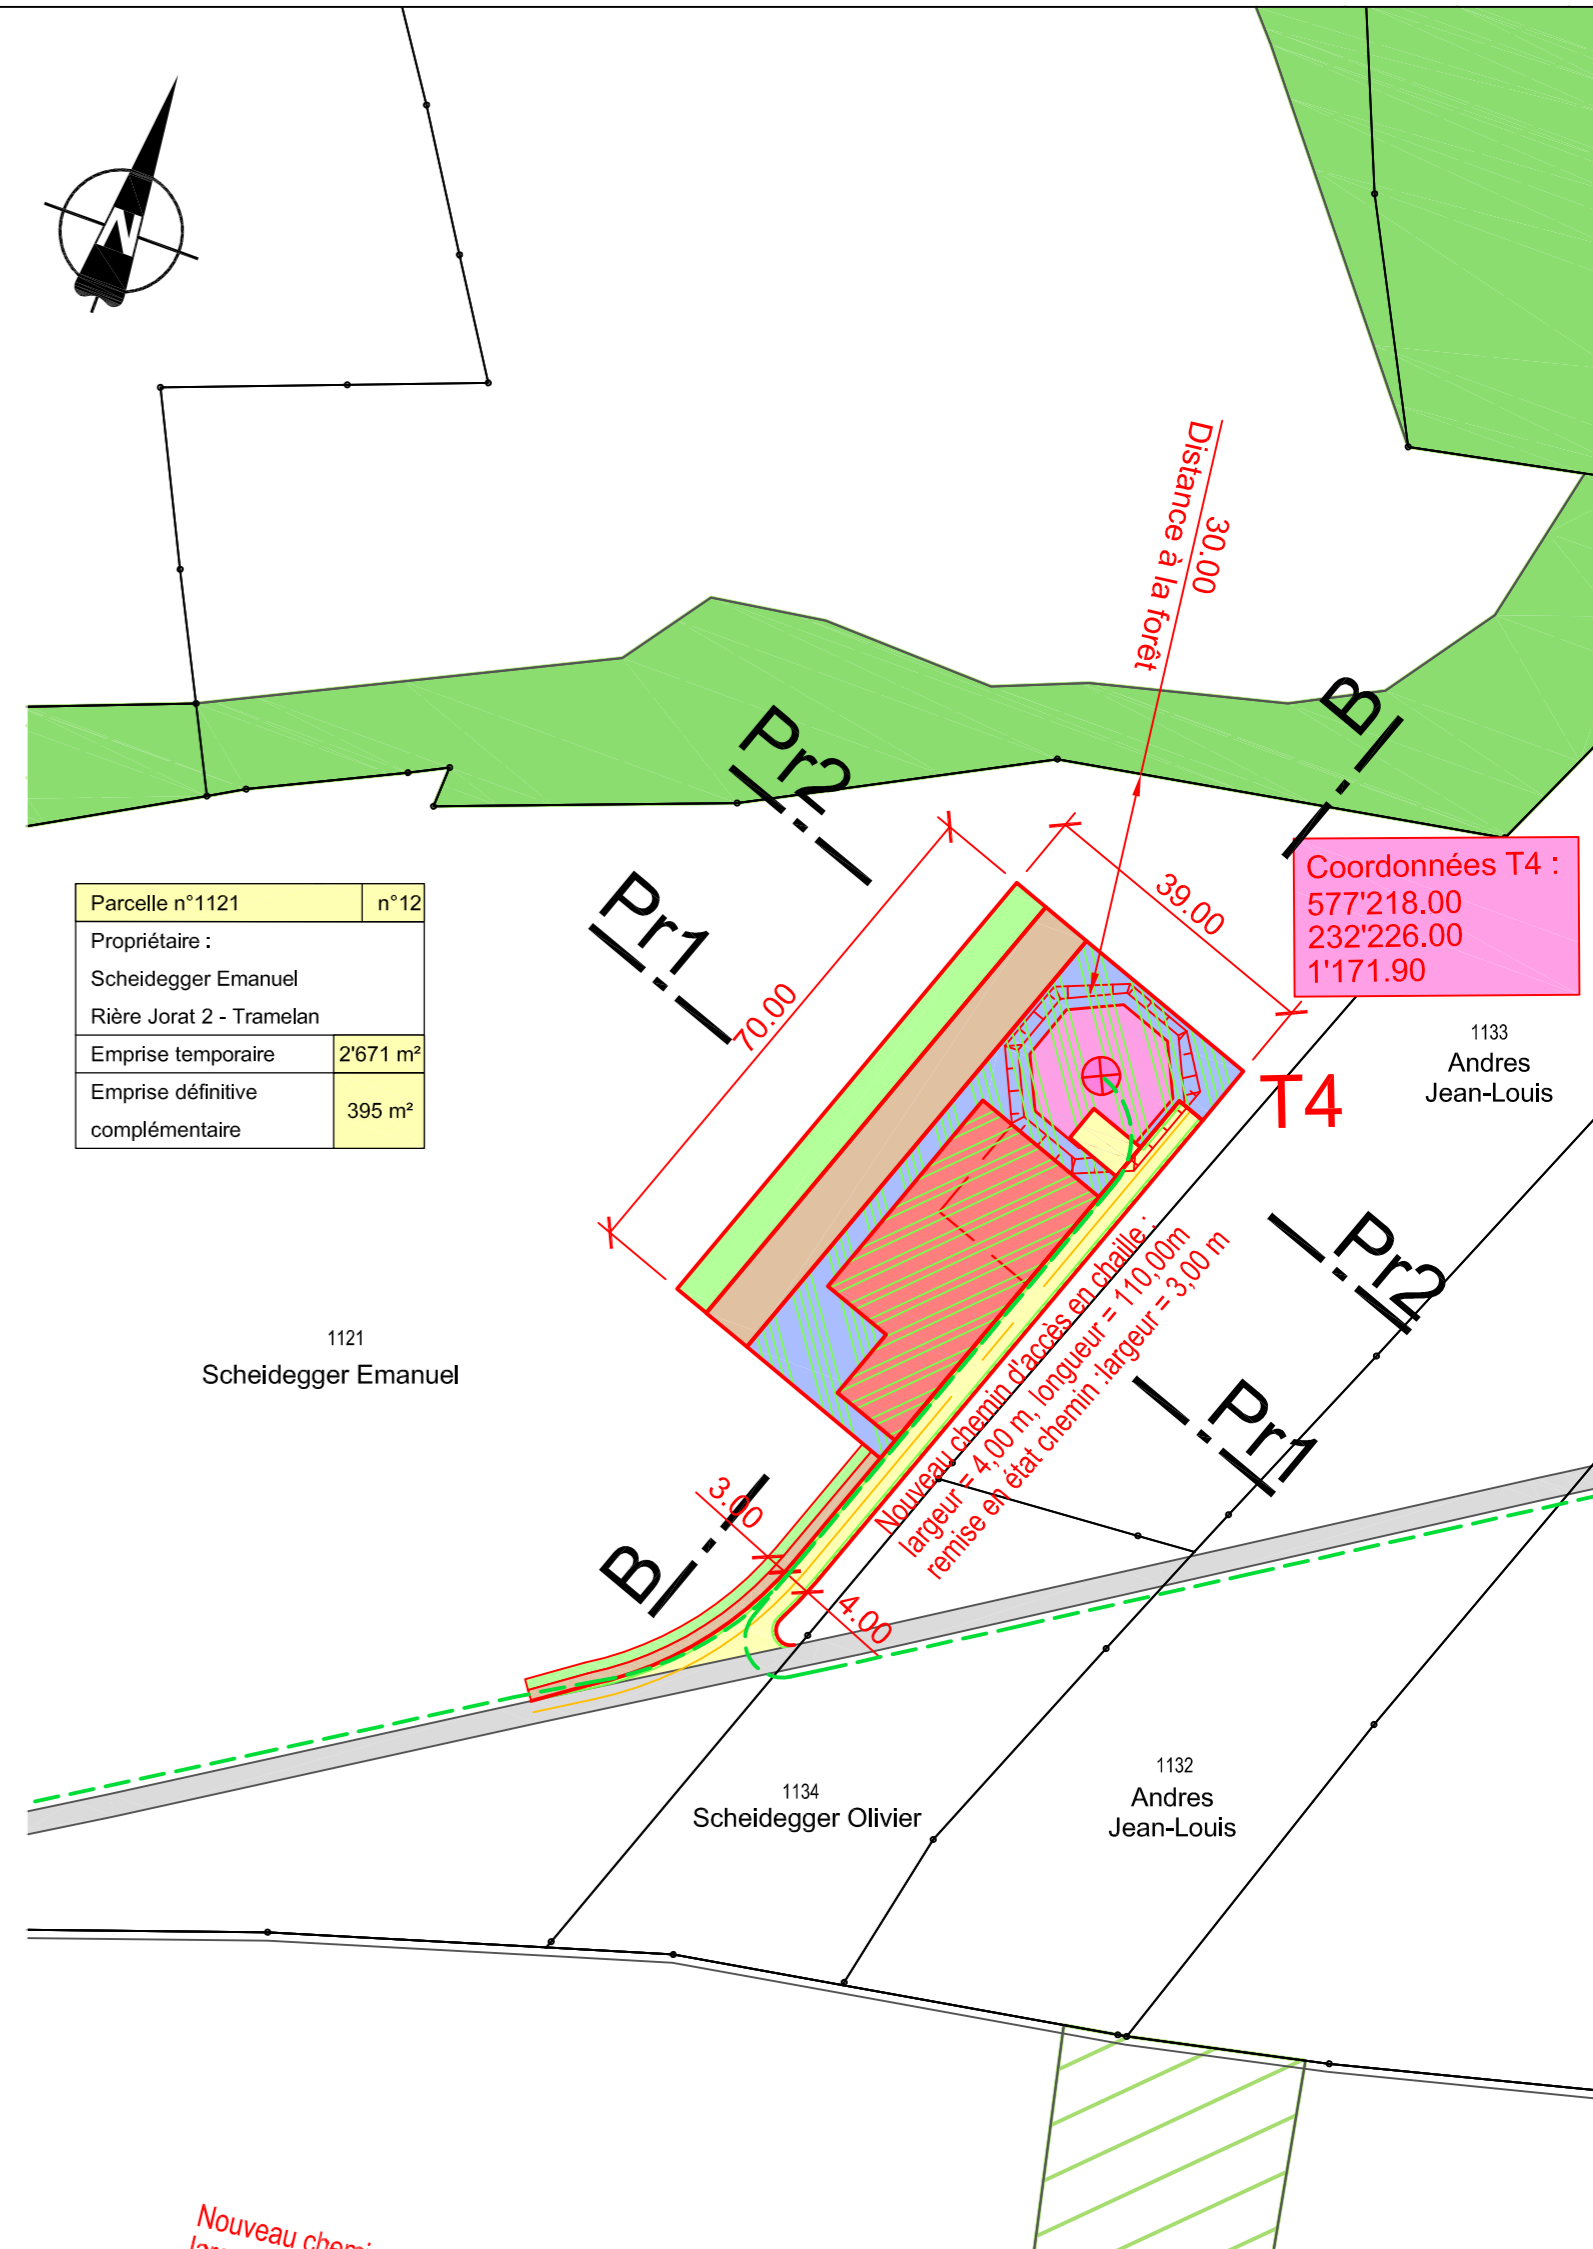 N
Distance à la forêt
30.00
B
Pr2
Pr1
39.00
70.00
Coordonnées T4 :
577'218.00
232'226.00
1'171.90
Parcelle n°1121 n°12
Propriétaire :
Scheidegger Emanuel
Rière Jorat 2 - Tramelan
Emprise temporaire 2'671 m²
Emprise définitive
complémentaire 395 m²
1133
Andres
Jean-Louis
T4
Pr2
Pr1
1121
Scheidegger Emanuel
Nouveau chemin d'accès en chaille :
largeur = 4,00 m, longueur = 110,00m
remise en état chemin :largeur = 3,00 m
3.00
B
4.00
1134
Scheidegger Olivier
1132
Andres
Jean-Louis
Nouveau